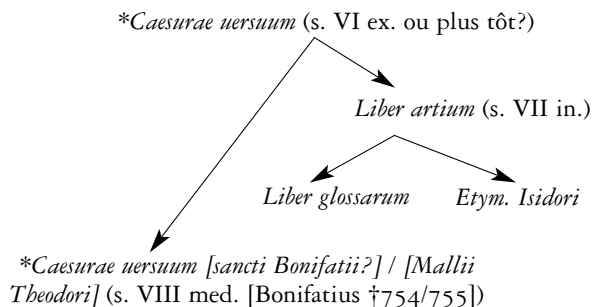 *Caesurae uersuum (s. VI ex. ou plus tôt?)
Liber artium (s. VII in.)
Liber glossarum Etym. Isidori
*Caesurae uersuum [sancti Bonifatii?] / [Mallii
Theodori] (s. VIII med. [Bonifatius †754/755])